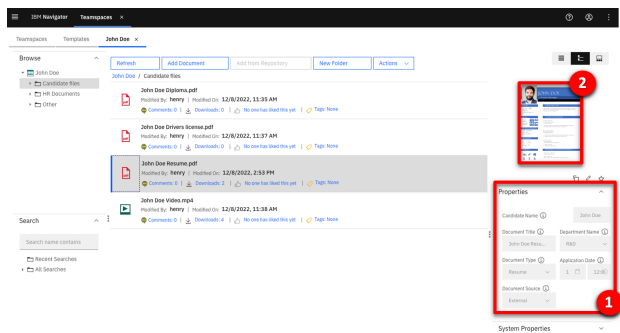 IBM Navigator Teamspaces ×
Teamspaces Templates John Doe ×
Browse
John Doe
Candidate files
HR Documents
Other
Search
Search name contains
Recent Searches
All Searches
Refresh Add Document Add from Repository New Folder Actions
John Doe / Candidate files
John Doe Diploma.pdf
Modified By: henry | Modified On: 12/8/2022, 11:35 AM
Comments: 0 | Downloads: 0 | No one has liked this yet | Tags: None
John Doe Drivers license.pdf
Modified By: henry | Modified On: 12/8/2022, 11:37 AM
Comments: 0 | Downloads: 0 | No one has liked this yet | Tags: None
John Doe Resume.pdf
Modified By: henry | Modified On: 12/8/2022, 2:53 PM
Comments: 0 | Downloads: 2 | No one has liked this yet | Tags: None
John Doe Video.mp4
Modified By: henry | Modified On: 12/8/2022, 11:38 AM
Comments: 0 | Downloads: 4 | No one has liked this yet | Tags: None
2
JOHN DOE
Properties
Candidate Name John Doe
Document Title Department Name
John Doe Resu... R&D
Document Type Application Date
Resume 1 12:0
Document Source
External
1
System Properties